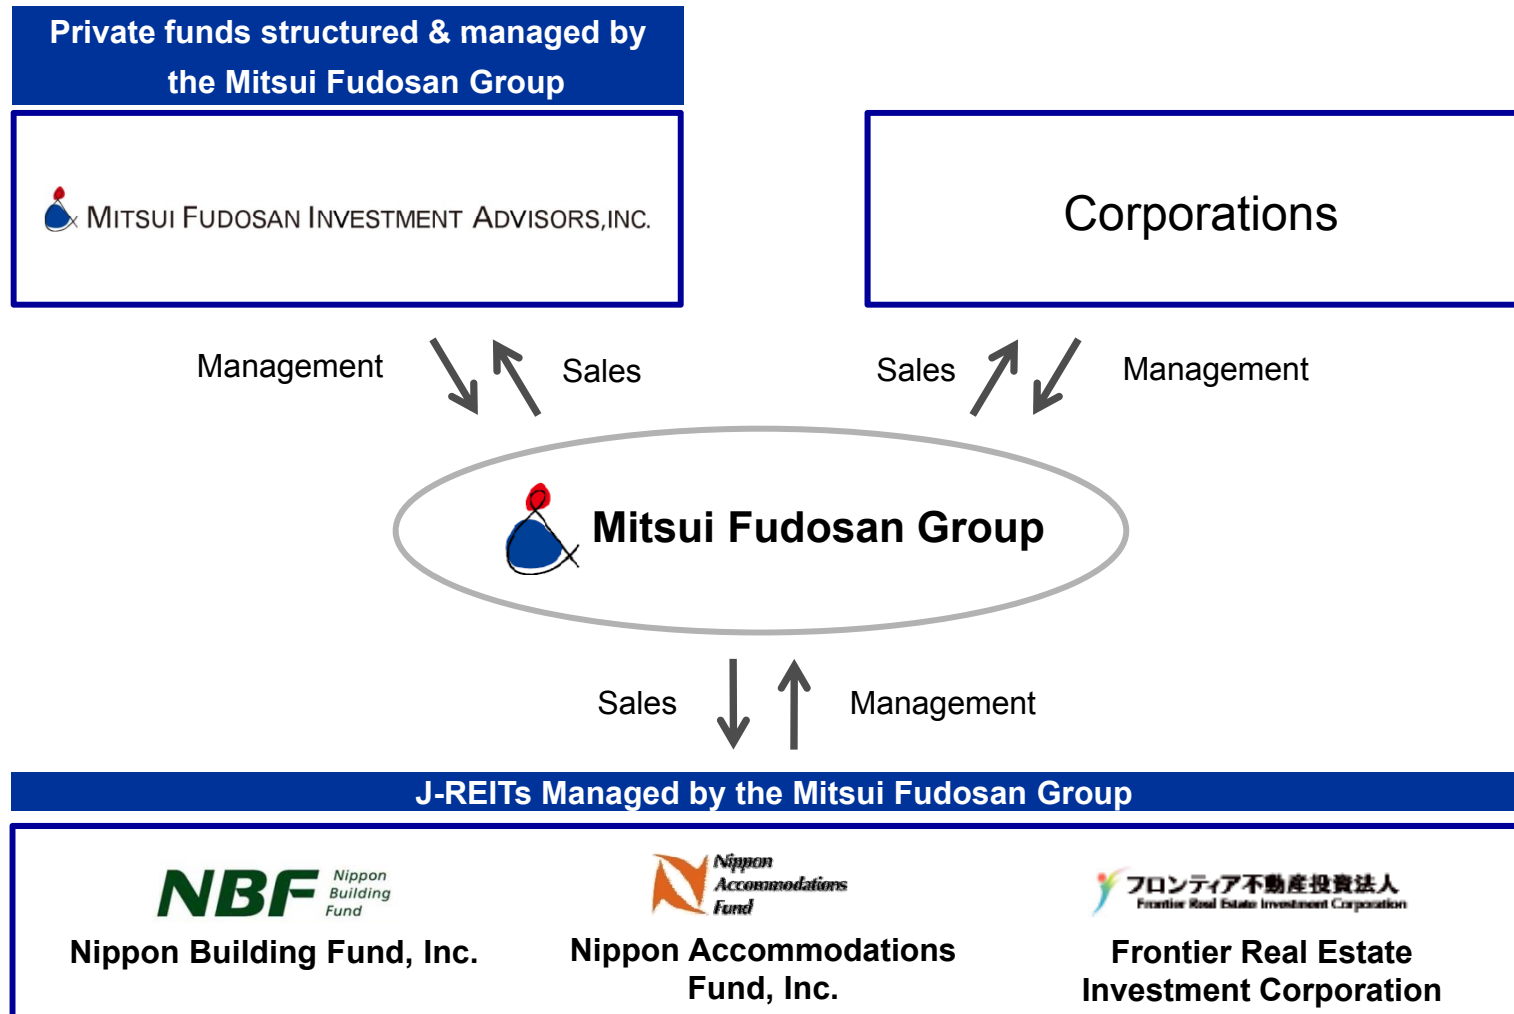 Private funds structured & managed by
the Mitsui Fudosan Group
MITSUI FUDOSAN INVESTMENT ADVISORS,INC.
Corporations
Management
Sales
Sales
Management
Mitsui Fudosan Group
Sales
Management
J-REITs Managed by the Mitsui Fudosan Group
NBF
Nippon
Building
Fund
Nippon Building Fund, Inc.
Nippon
Accommodations
Fund
Nippon Accommodations
Fund, Inc.
フロンティア不動産投資法人
Frontier Real Estate Investment Corporation
Frontier Real Estate
Investment Corporation